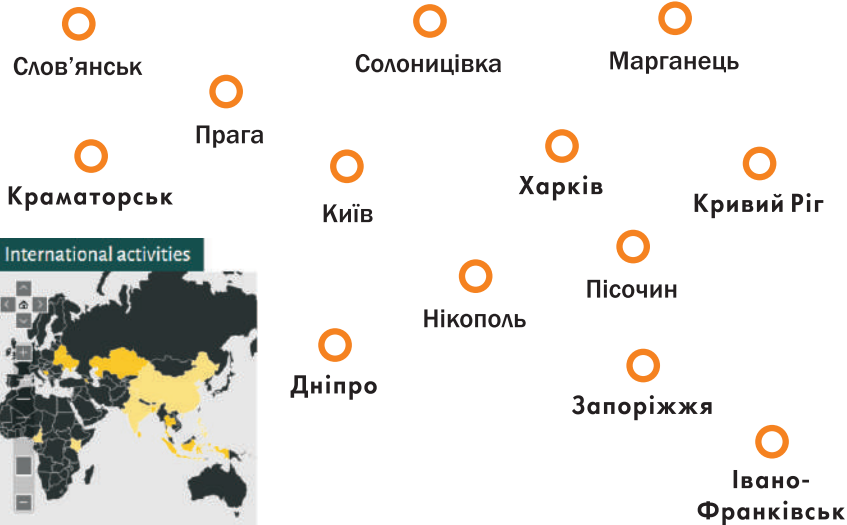 Слов’янськ
Солоницівка
Марганець
Прага
Краматорськ
Київ
Харків
Кривий Ріг
International activities
Нікополь
Пісочин
Дніпро
Запоріжжя
Івано-
Франківськ